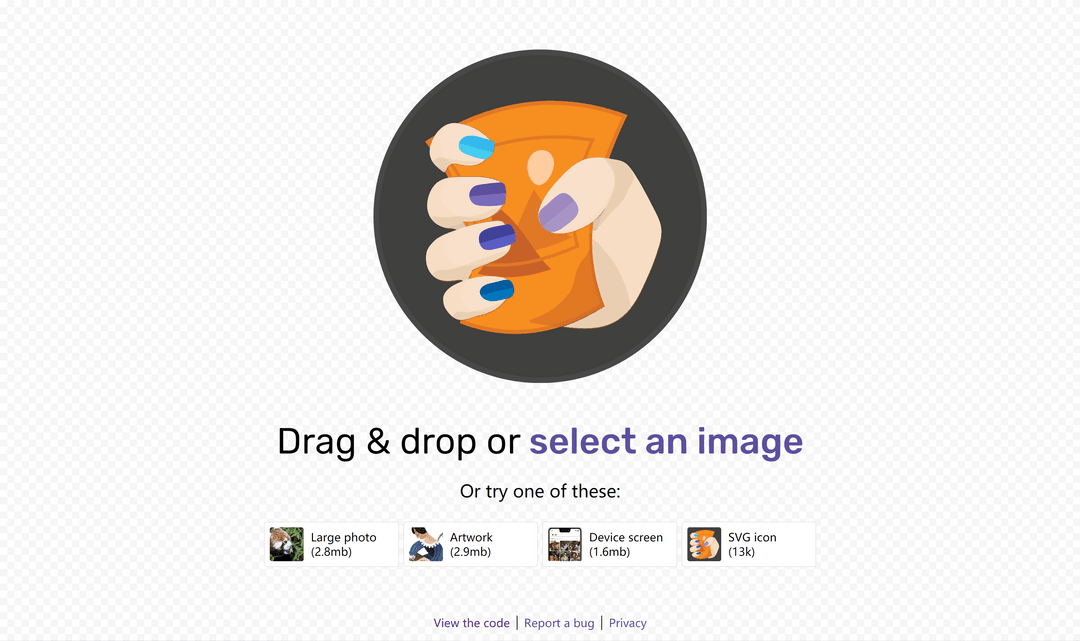 Drag & drop or select an image
Or try one of these:
Large photo
(2.8mb)
Artwork
(2.9mb)
Device screen
(1.6mb)
SVG icon
(13k)
View the code | Report a bug | Privacy